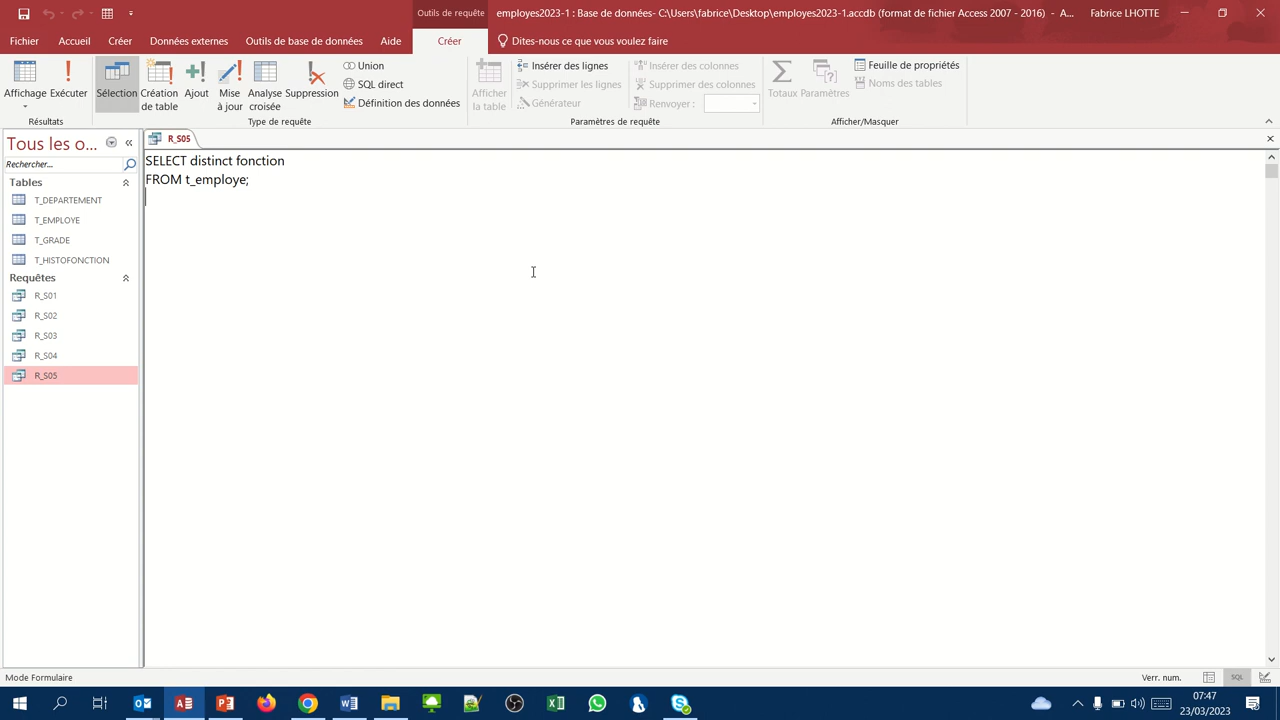 Outils de requête
employes2023-1 : Base de données- C:\Users\fabrice\Desktop\employes2023-1.accdb (format de fichier Access 2007 - 2016) - A...
Fabrice LHOTTE
Fichier Accueil Créer Données externes Outils de base de données Aide Créer Dites-nous ce que vous voulez faire
Affichage
Exécuter
Résultats
Sélection
Création de table
Ajout
Mise à jour
Analyse croisée
Suppression
Union
SQL direct
Définition des données
Type de requête
Afficher la table
Insérer des lignes
Supprimer les lignes
Générateur
Insérer des colonnes
Supprimer des colonnes
Renvoyer :
Paramètres de requête
Totaux
Paramètres
Feuille de propriétés
Noms des tables
Afficher/Masquer
Tous les o...
Rechercher...
Tables
T_DEPARTEMENT
T_EMPLOYE
T_GRADE
T_HISTOFONCTION
Requêtes
R_S01
R_S02
R_S03
R_S04
R_S05
R_S05
SELECT distinct fonction
FROM t_employe;
Mode Formulaire
Verr. num.
SQL
07:47
23/03/2023